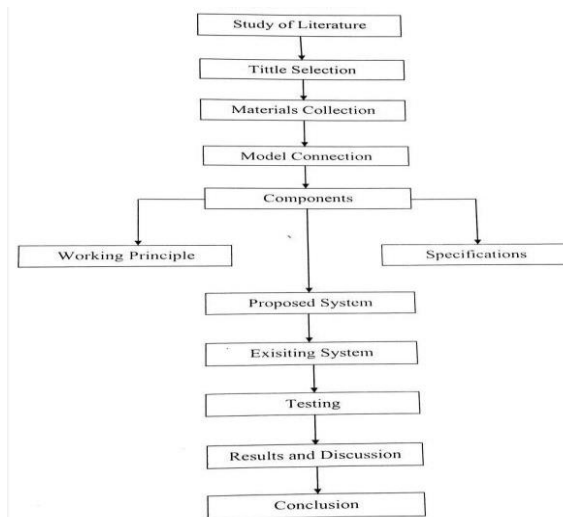 Study of Literature
Tittle Selection
Materials Collection
Model Connection
Components
Working Principle
Specifications
Proposed System
Exisiting System
Testing
Results and Discussion
Conclusion